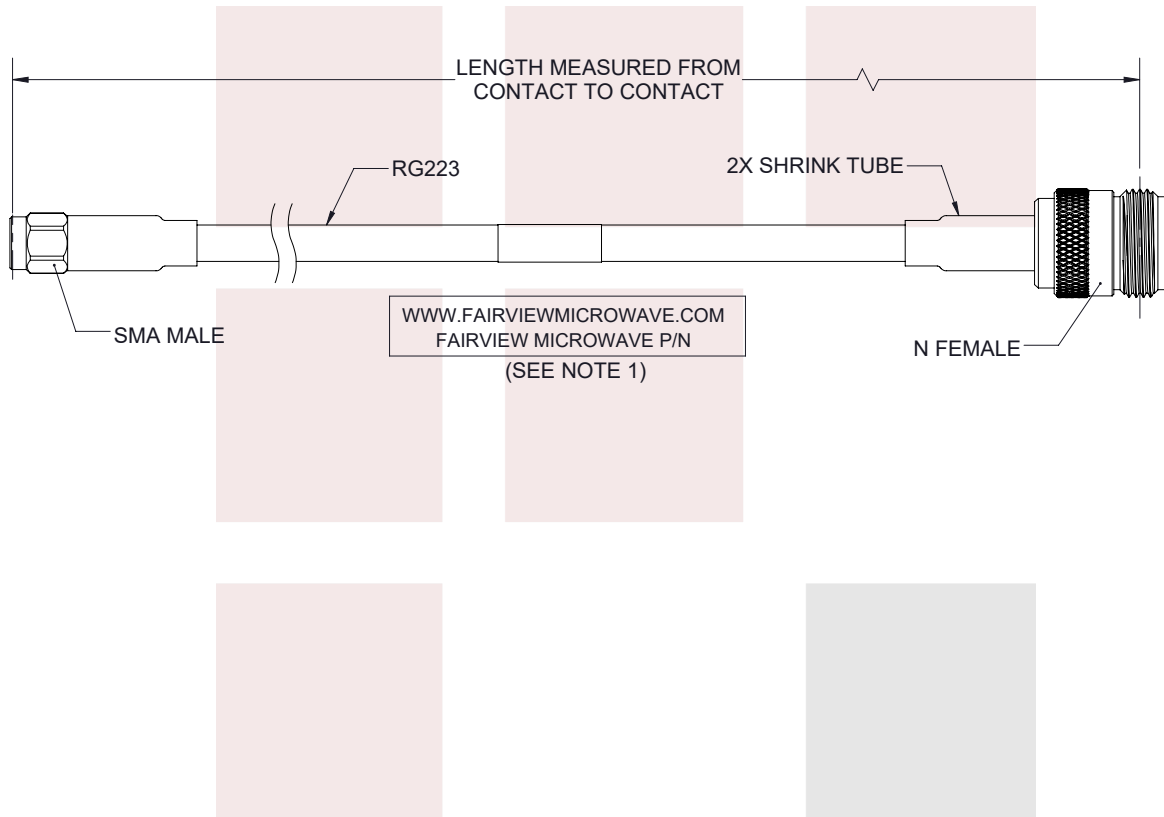 LENGTH MEASURED FROM
CONTACT TO CONTACT
RG223
2X SHRINK TUBE
SMA MALE
WWW.FAIRVIEWMICROWAVE.COM
FAIRVIEW MICROWAVE P/N
(SEE NOTE 1)
N FEMALE